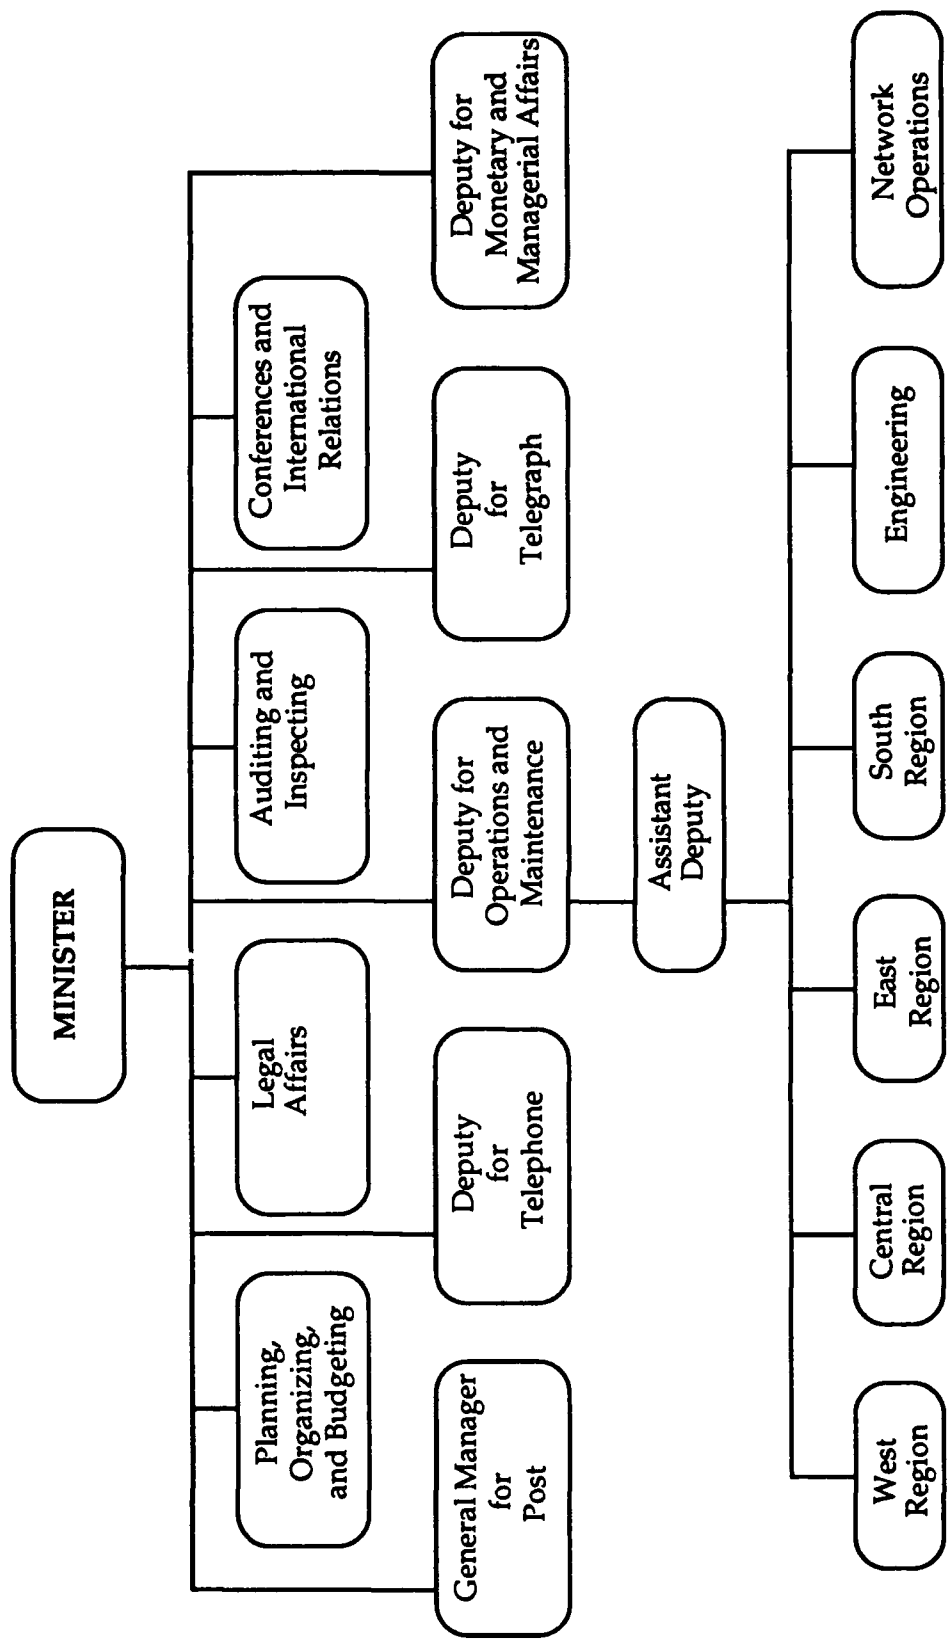 MINISTER
Planning,
Organizing,
and Budgeting
Legal
Affairs
Auditing and
Inspecting
Conferences and
International
Relations
General Manager
for
Post
Deputy
for
Telephone
Deputy for
Operations and
Maintenance
Deputy
for
Telegraph
Deputy for
Monetary and
Managerial Affairs
Assistant
Deputy
West
Region
Central
Region
East
Region
South
Region
Engineering
Network
Operations